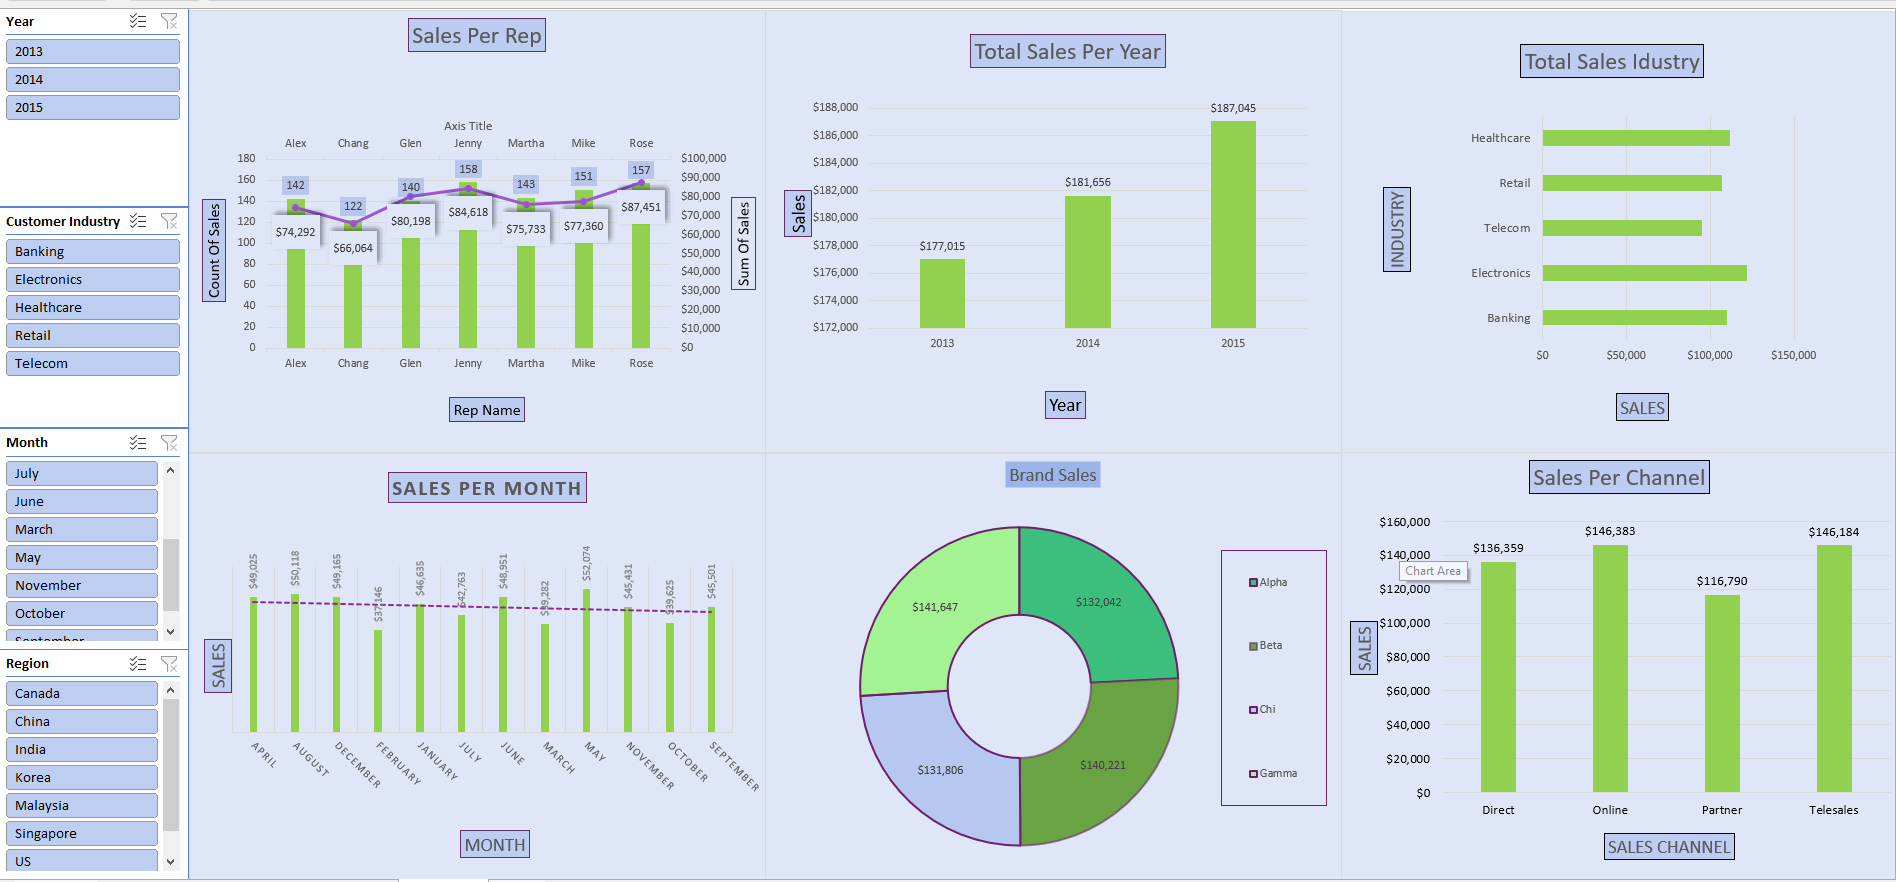 Year
2013
2014
2015
Customer Industry
Banking
Electronics
Healthcare
Retail
Telecom
Month
July
June
March
May
November
October
September
Region
Canada
China
India
Korea
Malaysia
Singapore
US
Sales Per Rep
Axis Title
Alex Chang Glen Jenny Martha Mike Rose
180
160
140
120
100
80
60
40
20
0
Count Of Sales
142 122 140 158 143 151 157
$74,292 $66,064 $80,198 $84,618 $75,733 $77,360 $87,451
$100,000
$90,000
$80,000
$70,000
$60,000
$50,000
$40,000
$30,000
$20,000
$10,000
$0
Sum Of Sales
Alex Chang Glen Jenny Martha Mike Rose
Rep Name
Total Sales Per Year
$188,000
$186,000
$184,000
$182,000
$180,000
$178,000
$176,000
$174,000
$172,000
Sales
$177,015 $181,656 $187,045
2013 2014 2015
Year
Total Sales Idustry
INDUSTRY
Healthcare
Retail
Telecom
Electronics
Banking
$0 $50,000 $100,000 $150,000
SALES
SALES PER MONTH
SALES
$49,025 $50,118 $49,165 $37,146 $46,635 $42,763 $48,951 $39,282 $52,074 $45,431 $39,625 $45,501
APRIL AUGUST DECEMBER FEBRUARY JANUARY JULY JUNE MARCH MAY NOVEMBER OCTOBER SEPTEMBER
MONTH
Brand Sales
$141,647 $132,042
$131,806 $140,221
Alpha
Beta
Chi
Gamma
Sales Per Channel
$160,000
$140,000
$120,000
$100,000
$80,000
$60,000
$40,000
$20,000
$0
Chart Area
SALES
$136,359 $146,383 $116,790 $146,184
Direct Online Partner Telesales
SALES CHANNEL